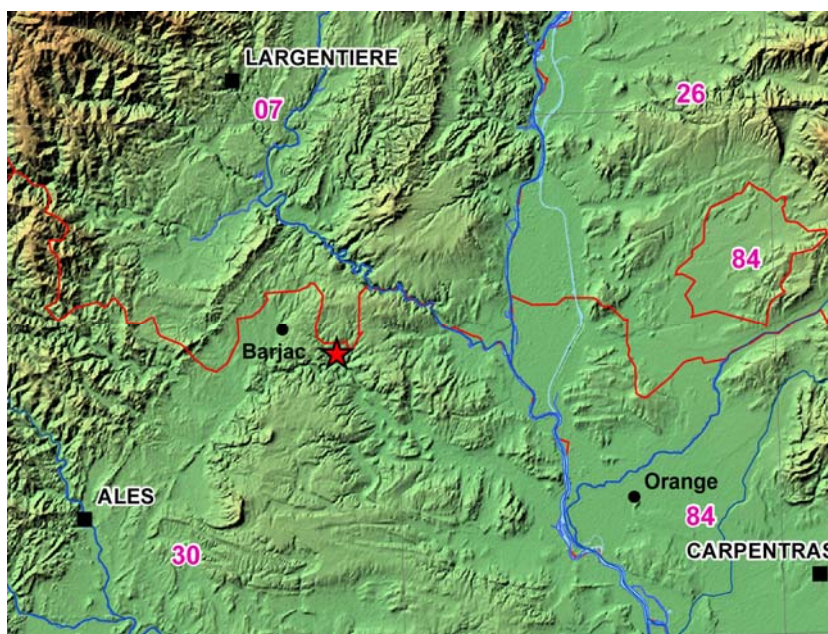 LARGENTIERE
07
26
84
Barjac
ALES
Orange
84
30
CARPENTRAS